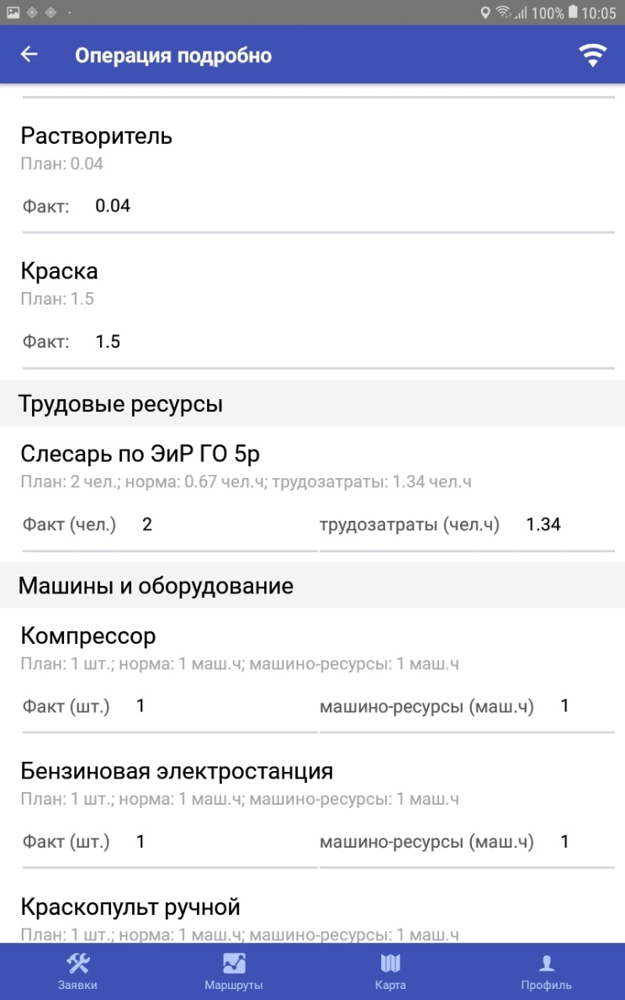 100% 10:05
Операция подробно
Растворитель
План: 0.04
Факт: 0.04
Краска
План: 1.5
Факт: 1.5
Трудовые ресурсы
Слесарь по ЭиР ГО 5р
План: 2 чел.; норма: 0.67 чел.ч; трудозатраты: 1.34 чел.ч
Факт (чел.) 2 трудозатраты (чел.ч) 1.34
Машины и оборудование
Компрессор
План: 1 шт.; норма: 1 маш.ч; машино-ресурсы: 1 маш.ч
Факт (шт.) 1 машино-ресурсы (маш.ч) 1
Бензиновая электростанция
План: 1 шт.; норма: 1 маш.ч; машино-ресурсы: 1 маш.ч
Факт (шт.) 1 машино-ресурсы (маш.ч) 1
Краскопульт ручной
План: 1 шт.; норма: 1 маш.ч; машино-ресурсы: 1 маш.ч
Заявки Маршруты Карта Профиль